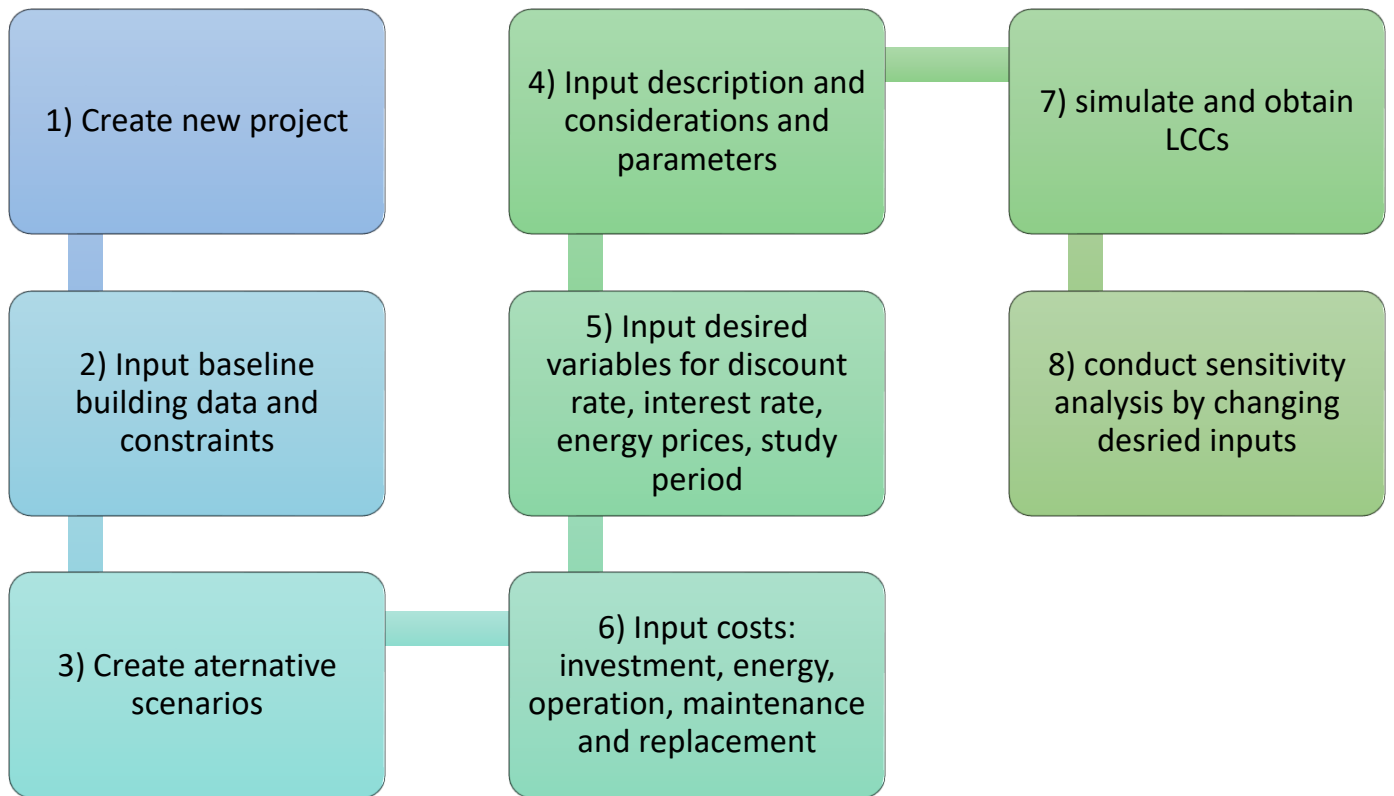 1) Create new project
2) Input baseline
building data and
constraints
3) Create aternative
scenarios
4) Input description and
considerations and
parameters
5) Input desired
variables for discount
rate, interest rate,
energy prices, study
period
6) Input costs:
investment, energy,
operation, maintenance
and replacement
7) simulate and obtain
LCCs
8) conduct sensitivity
analysis by changing
desried inputs